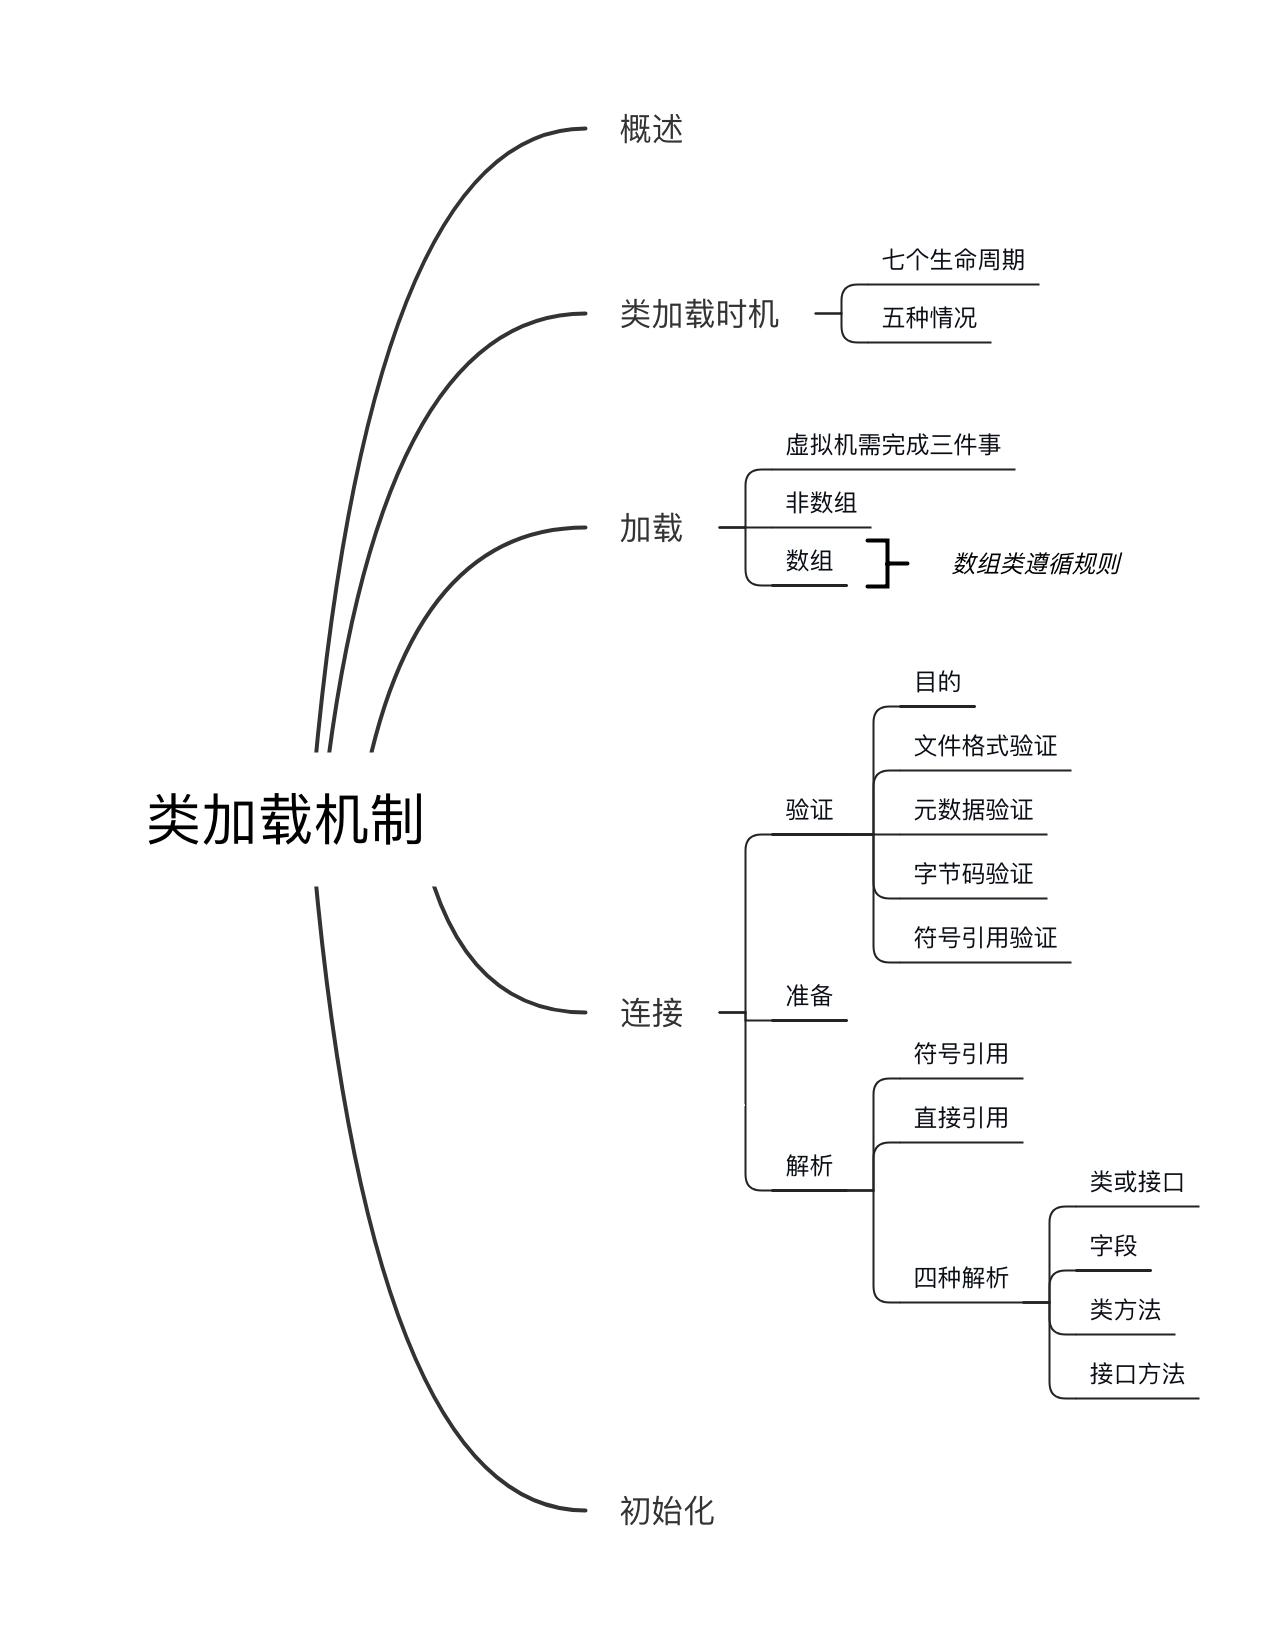 概述
七个生命周期
类加载时机
五种情况
虚拟机需完成三件事
非数组
加载
数组
数组类遵循规则
目的
文件格式验证
验证
元数据验证
字节码验证
符号引用验证
类加载机制
准备
连接
符号引用
直接引用
解析
类或接口
字段
四种解析
类方法
接口方法
初始化